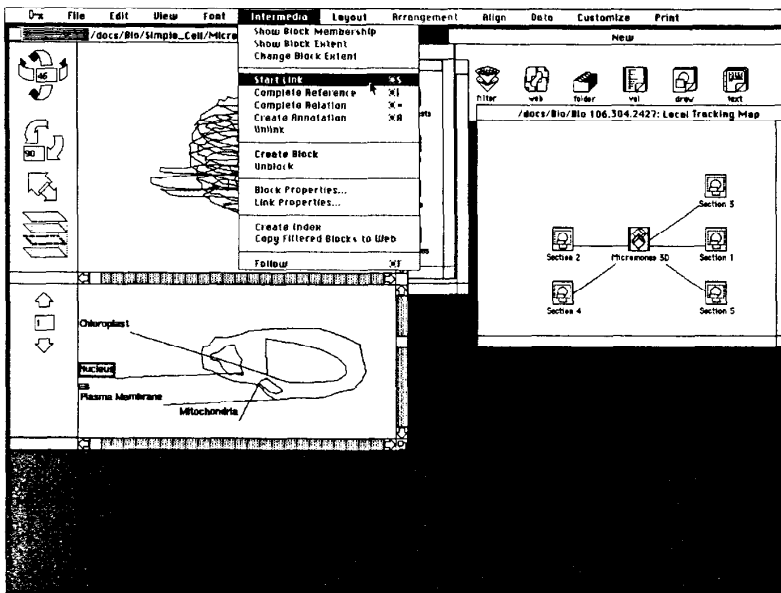 File Edit View Font Intermedia Layout Arrangement Align Data Customize Print
/docs/Bio/Simple_Cell/Micro
Show Block Membership
Show Block Extent
Change Block Extent
Start Link ⌘S
Complete Reference
Complete Relation ⌘=
Create Annotation ⌘A
Unlink
Create Block
Unblock
Block Properties...
Link Properties...
Create Index
Copy Filtered Blocks to Web
Follow ⌘F
46
90
1
Chloroplast
Nucleus
Plasma Membrane
Mitochondria
New
filter web folder val draw text
/docs/Bio/Bio 106.304.2427: Local Tracking Map
Section 3
Section 2 Micromonas 3D Section 1
Section 4 Section 5